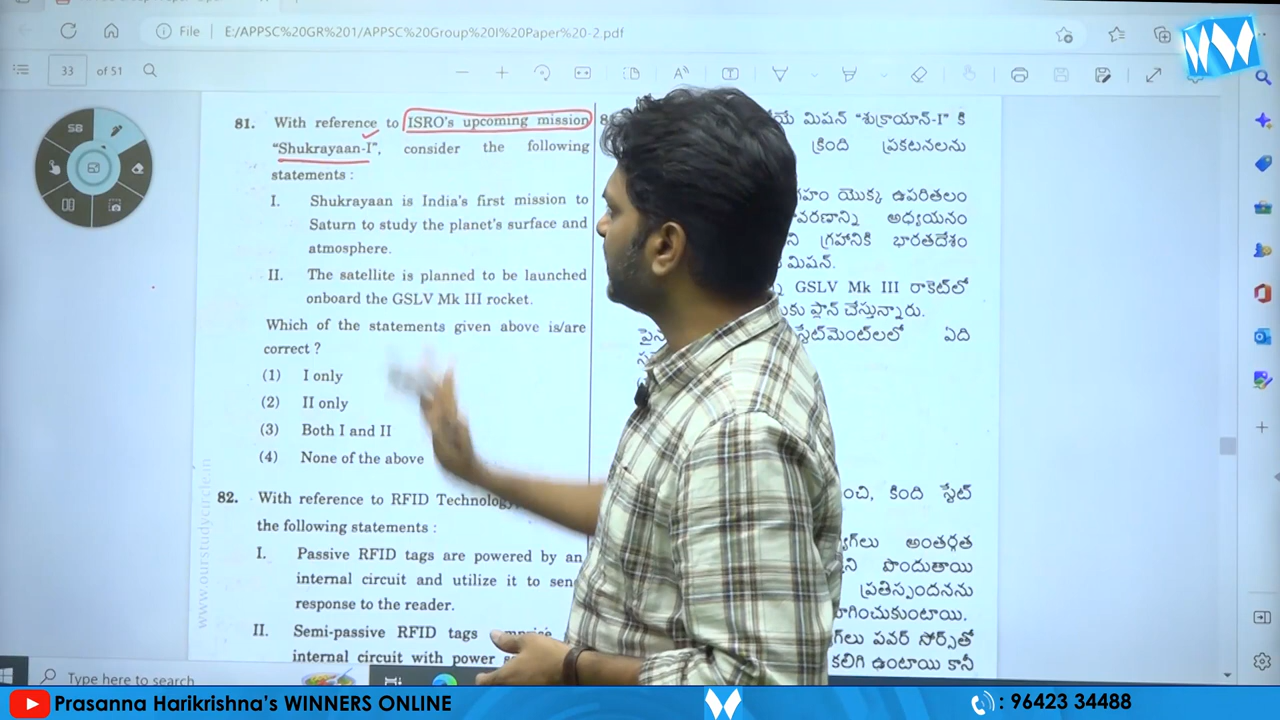 File E:/APPSC%20GR%201/APPSC%20Group%20I%20Paper%20-2.pdf
33 of 51
SB
81. With reference to ISRO's upcoming mission
"Shukrayaan-I", consider the following
statements :
I. Shukrayaan is India's first mission to
Saturn to study the planet's surface and
atmosphere.
II. The satellite is planned to be launched
onboard the GSLV Mk III rocket.
Which of the statements given above is/are
correct ?
(1) I only
(2) II only
(3) Both I and II
(4) None of the above
82. With reference to RFID Technology,
the following statements :
I. Passive RFID tags are powered by an
internal circuit and utilize it to send
response to the reader.
II. Semi-passive RFID tags
internal circuit with power
మిషన్ "శుక్రాయాన్-I" కి
క్రింది ప్రకటనలను
యొక్క ఉపరితలం
అధ్యయనం
గ్రహానికి భారతదేశం
మిషన్.
GSLV Mk III రాకెట్‌లో
ప్లాన్ చేస్తున్నారు.
ఏది
కింది స్టేట్
అంతర్గత
పొందుతాయి
ప్రతిస్పందనను
పవర్ సోర్స్‌తో
కలిగి ఉంటాయి కానీ
www.ourstudycircle.in
Type here to search
Prasanna Harikrishna's WINNERS ONLINE
: 96423 34488